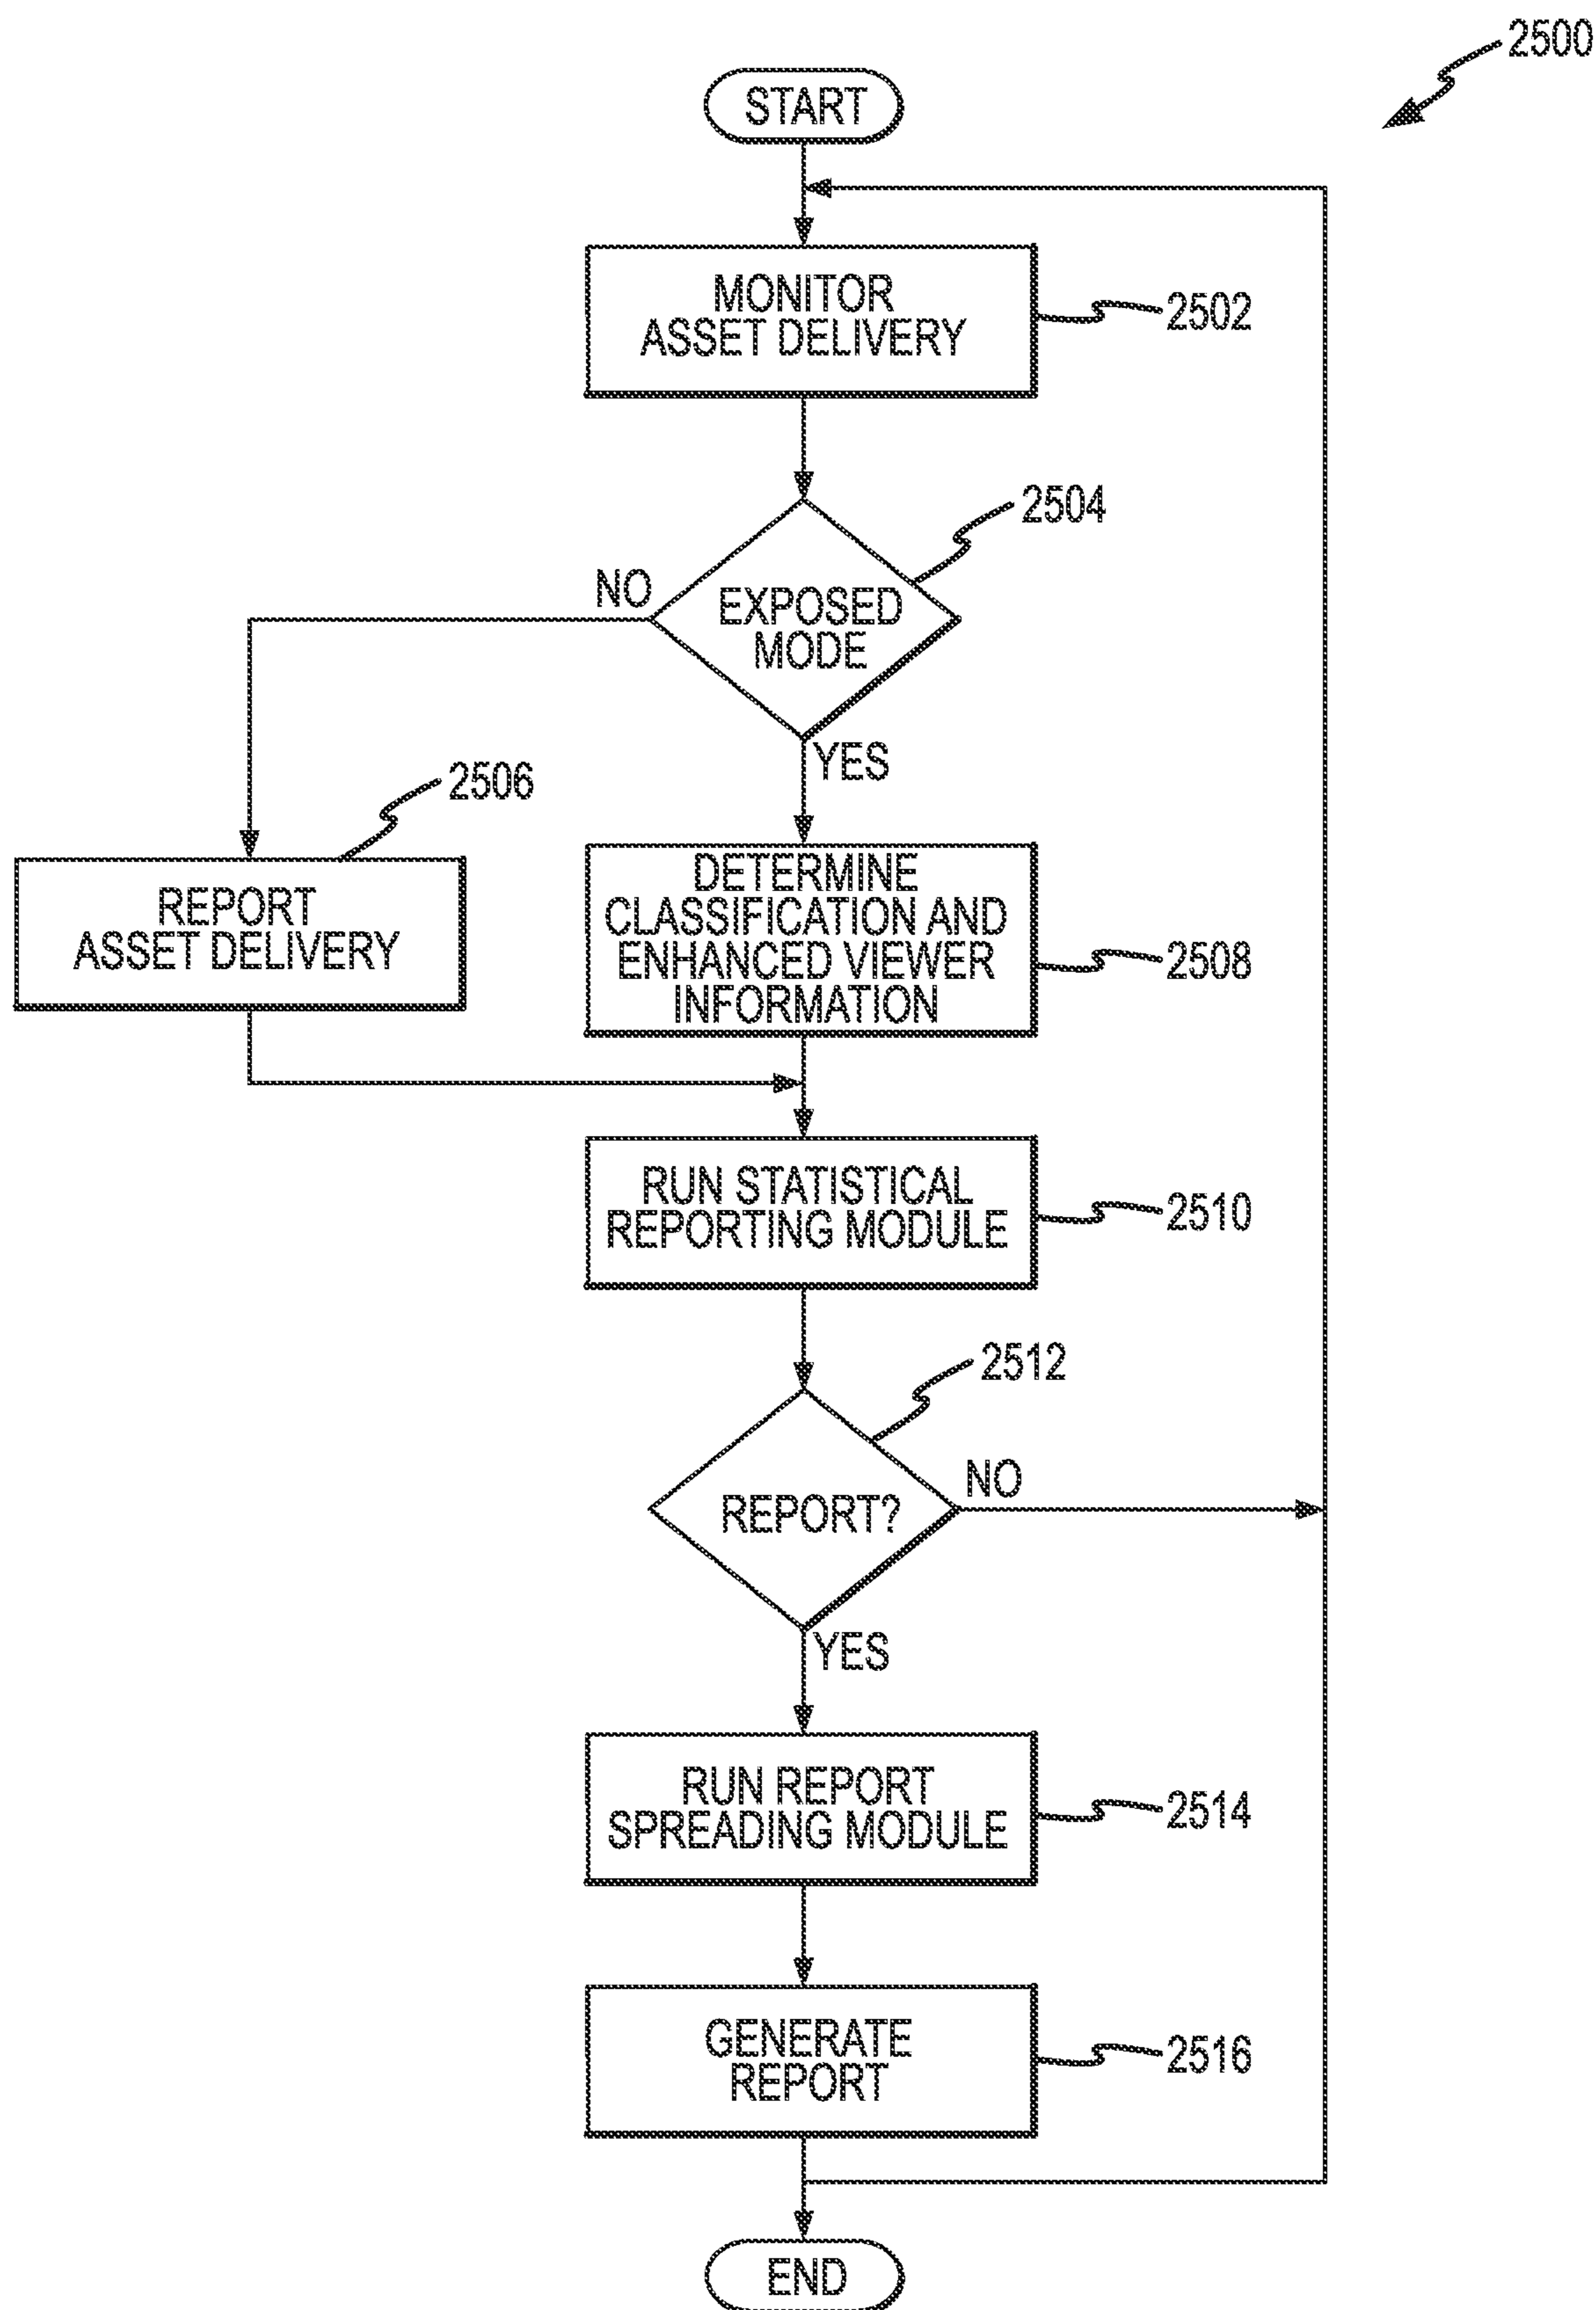 2500
START
MONITOR
ASSET DELIVERY
2502
2504
NO
EXPOSED
MODE
YES
2506
REPORT
ASSET DELIVERY
DETERMINE
CLASSIFICATION AND
ENHANCED VIEWER
INFORMATION
2508
RUN STATISTICAL
REPORTING MODULE
2510
2512
NO
REPORT?
YES
RUN REPORT
SPREADING MODULE
2514
GENERATE
REPORT
2516
END